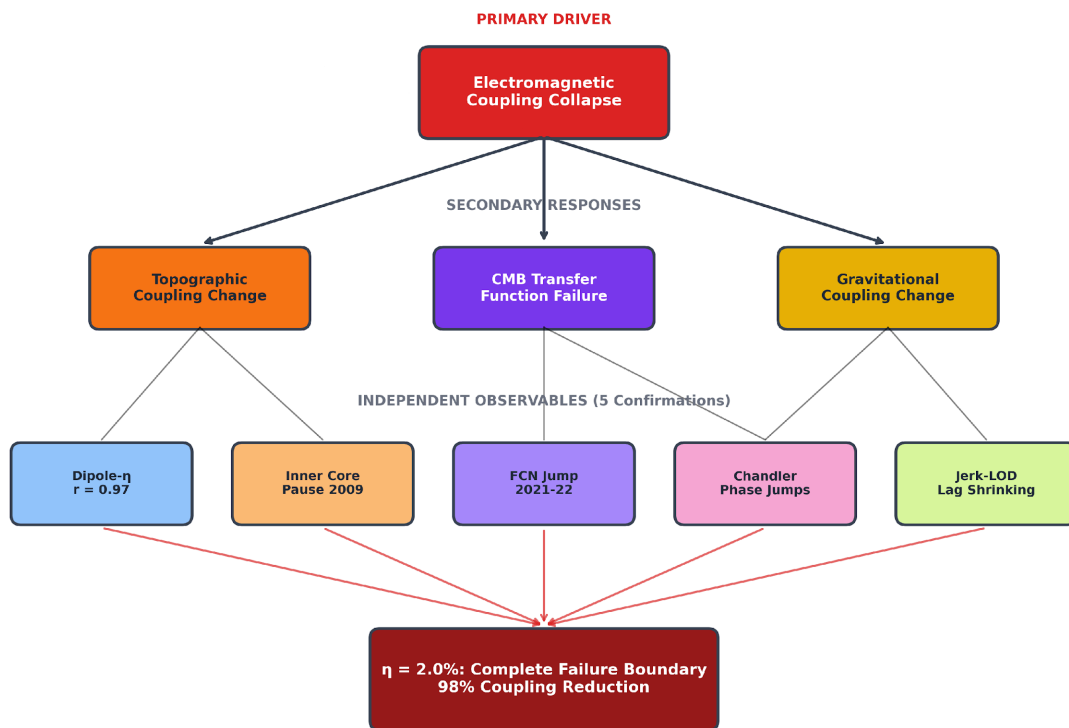 PRIMARY DRIVER
Electromagnetic
Coupling Collapse
SECONDARY RESPONSES
Topographic
Coupling Change
CMB Transfer
Function Failure
Gravitational
Coupling Change
INDEPENDENT OBSERVABLES (5 Confirmations)
Dipole-η
r = 0.97
Inner Core
Pause 2009
FCN Jump
2021-22
Chandler
Phase Jumps
Jerk-LOD
Lag Shrinking
η = 2.0%: Complete Failure Boundary
98% Coupling Reduction